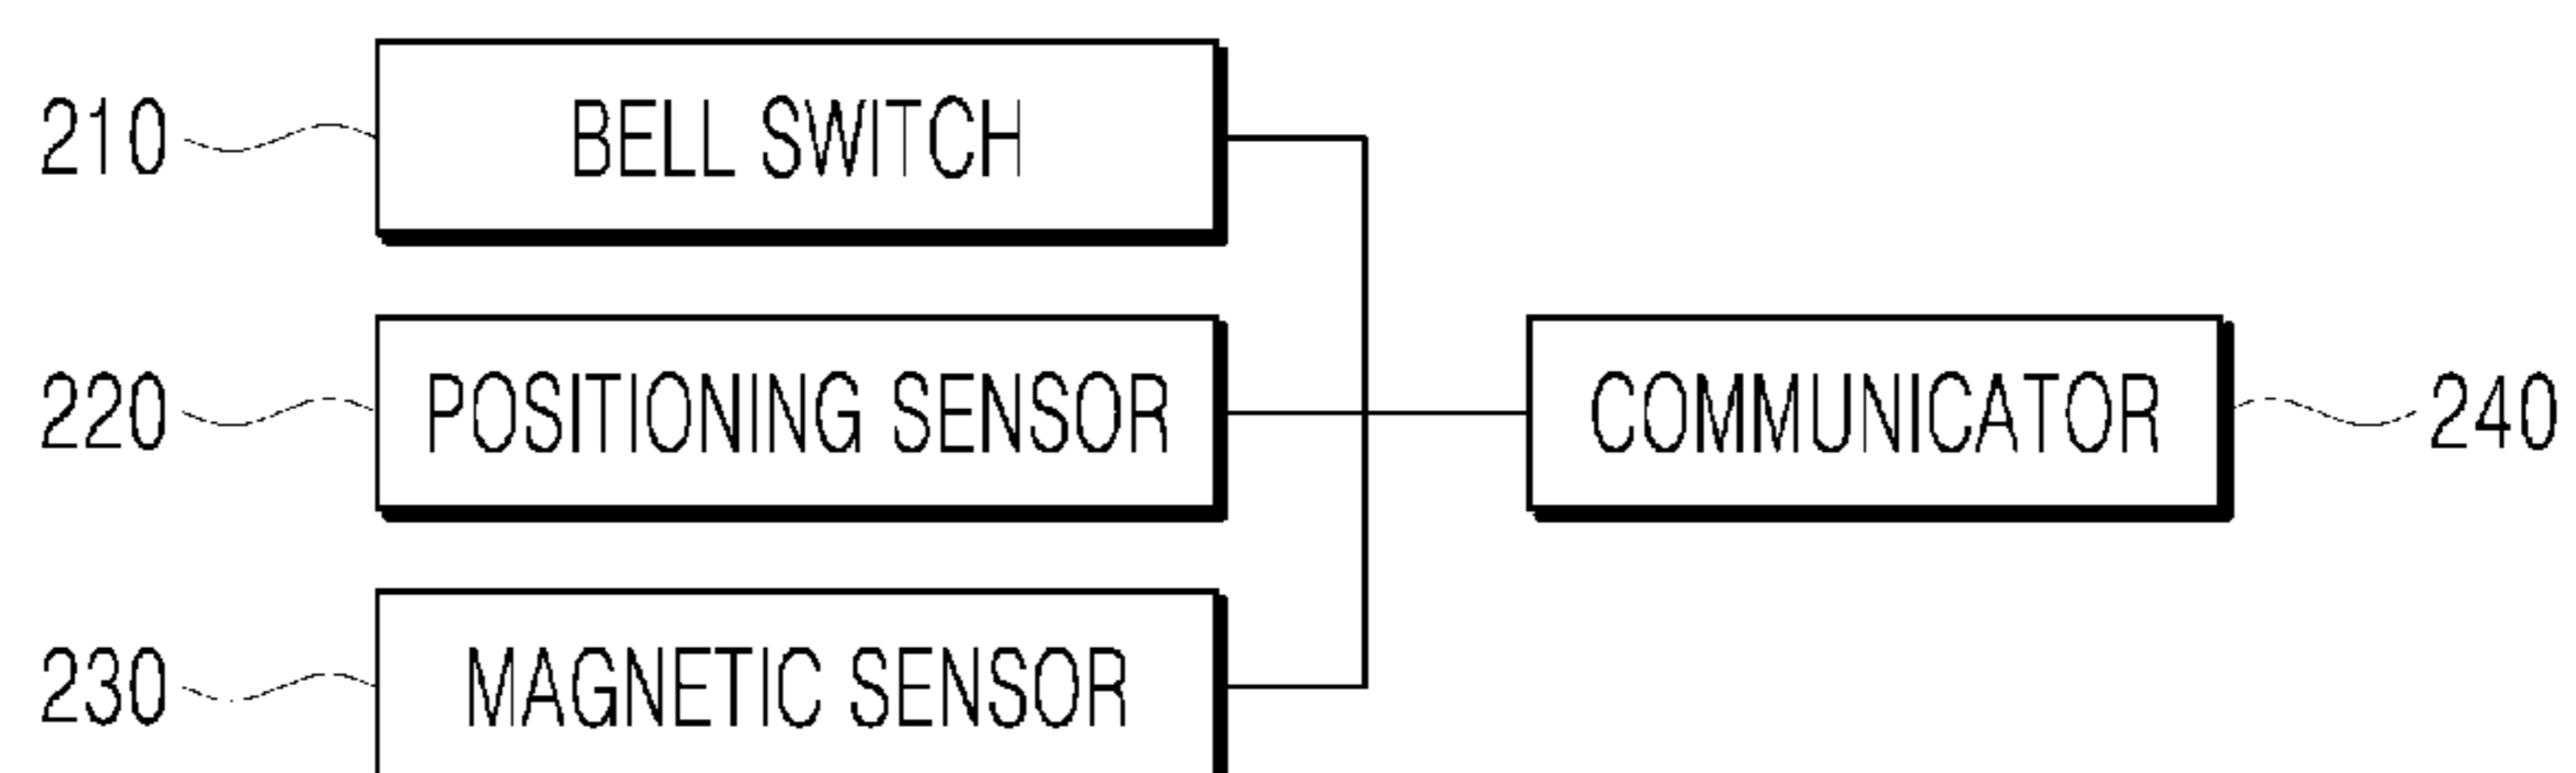 210 BELL SWITCH
220 POSITIONING SENSOR COMMUNICATOR 240
230 MAGNETIC SENSOR